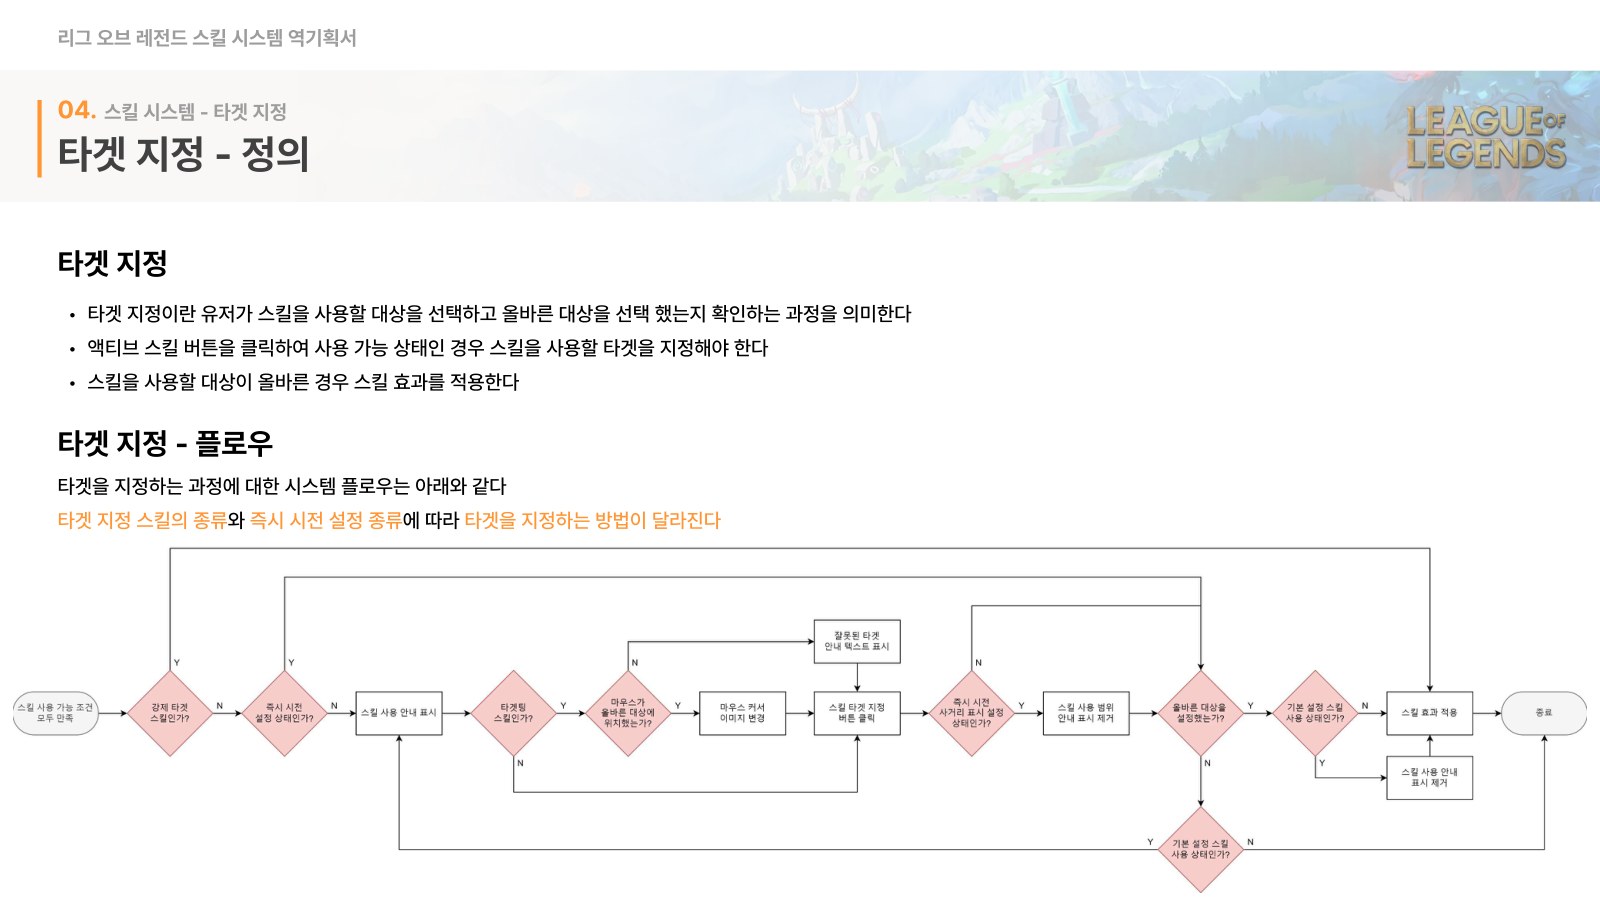 리그 오브 레전드 스킬 시스템 역기획서
04. 스킬 시스템 - 타겟 지정
타겟 지정 - 정의
LEAGUE OF
LEGENDS
타겟 지정
• 타겟 지정이란 유저가 스킬을 사용할 대상을 선택하고 올바른 대상을 선택 했는지 확인하는 과정을 의미한다
• 액티브 스킬 버튼을 클릭하여 사용 가능 상태인 경우 스킬을 사용할 타겟을 지정해야 한다
• 스킬을 사용할 대상이 올바른 경우 스킬 효과를 적용한다
타겟 지정 - 플로우
타겟을 지정하는 과정에 대한 시스템 플로우는 아래와 같다
타겟 지정 스킬의 종류와 즉시 시전 설정 종류에 따라 타겟을 지정하는 방법이 달라진다
스킬 사용 가능 조건
모두 만족
강제 타겟
스킬인가?
Y
N
즉시 시전
설정 상태인가?
Y
N
스킬 사용 안내 표시
타겟팅
스킬인가?
Y
N
마우스가
올바른 대상에
위치했는가?
N
Y
잘못된 타겟
안내 텍스트 표시
마우스 커서
이미지 변경
스킬 타겟 지정
버튼 클릭
즉시 시전
사거리 표시 설정
상태인가?
N
Y
스킬 사용 범위
안내 표시 제거
올바른 대상을
설정했는가?
Y
N
기본 설정 스킬
사용 상태인가?
N
Y
스킬 효과 적용
스킬 사용 안내
표시 제거
종료
기본 설정 스킬
사용 상태인가?
Y
N